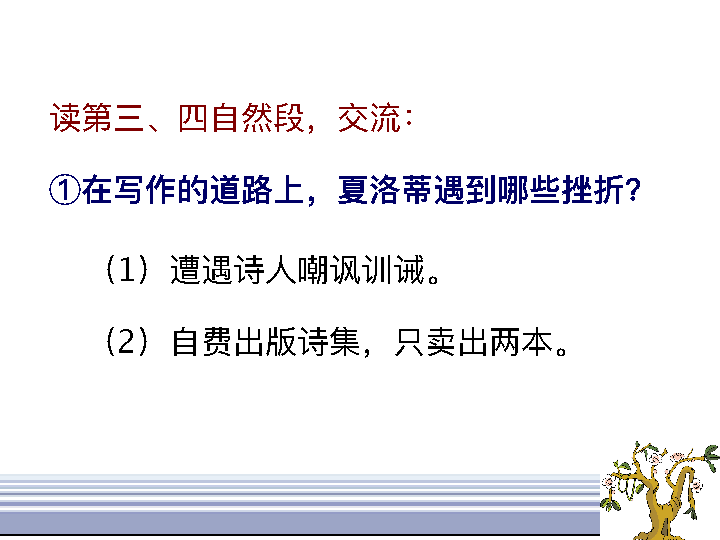 读第三、四自然段，交流：
①在写作的道路上，夏洛蒂遇到哪些挫折？
（1）遭遇诗人嘲讽训诫。
（2）自费出版诗集，只卖出两本。